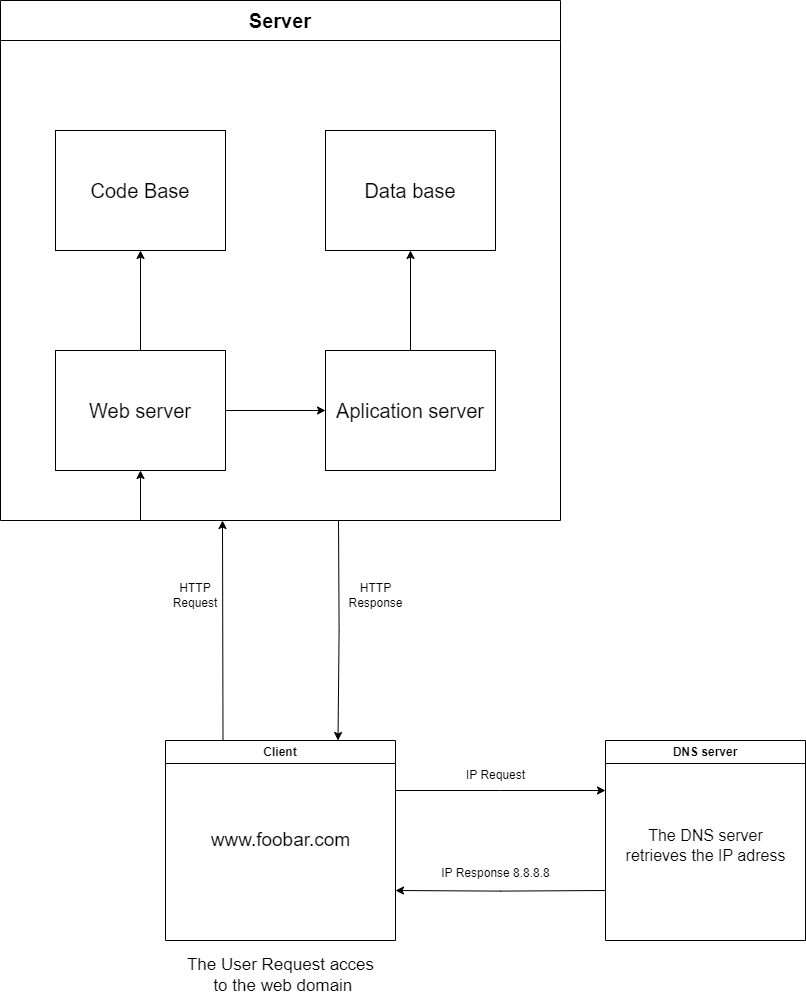 Server
Code Base
Data base
Web server
Aplication server
HTTP
Request
HTTP
Response
Client
DNS server
IP Request
www.foobar.com
The DNS server
retrieves the IP adress
IP Response 8.8.8.8
The User Request acces
to the web domain